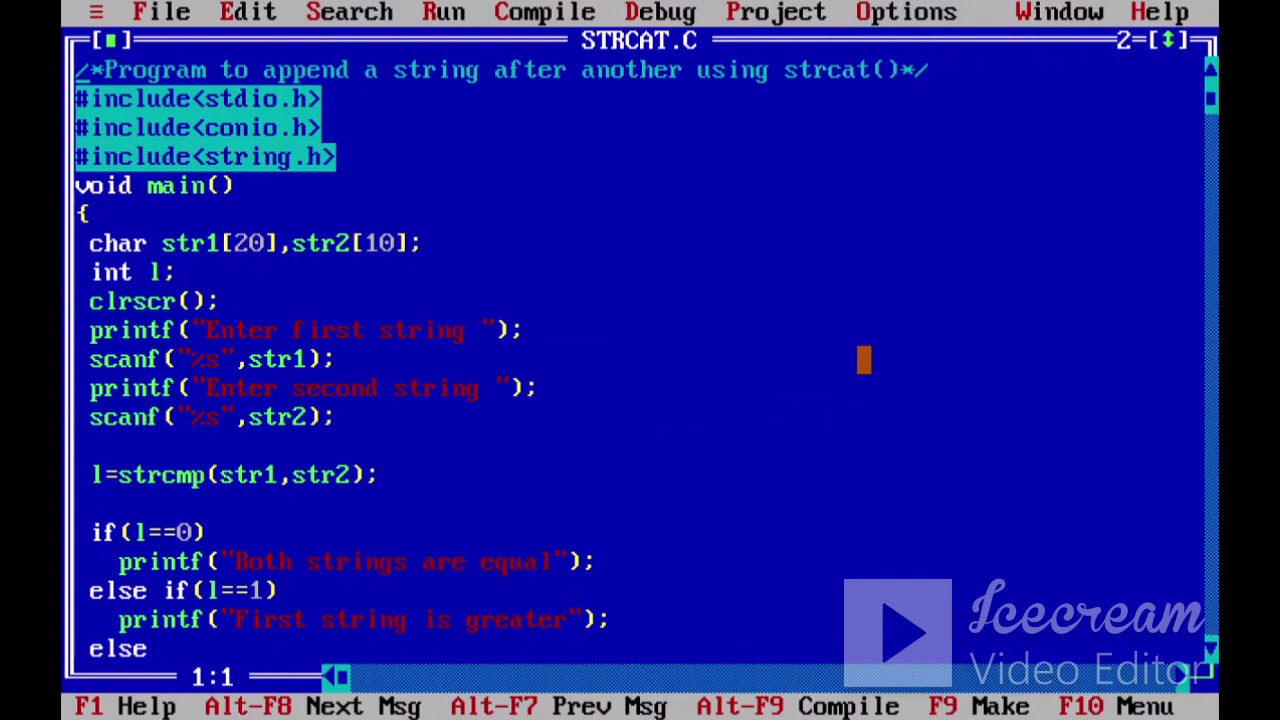 ≡ File Edit Search Run Compile Debug Project Options Window Help
[■] STRCAT.C 2=[↕]
/*Program to append a string after another using strcat()*/
#include<stdio.h>
#include<conio.h>
#include<string.h>
void main()
{
char str1[20],str2[10];
int l;
clrscr();
printf("Enter first string ");
scanf("%s",str1);
printf("Enter second string ");
scanf("%s",str2);
l=strcmp(str1,str2);
if(l==0)
printf("Both strings are equal");
else if(l==1)
printf("First string is greater");
else
1:1
F1 Help Alt-F8 Next Msg Alt-F7 Prev Msg Alt-F9 Compile F9 Make F10 Menu
Icecream
Video Editor